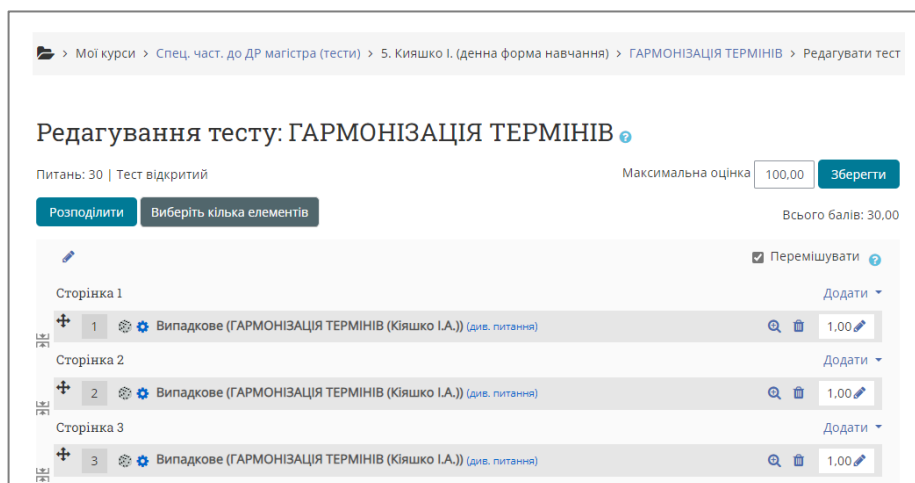 > Мої курси > Спец. част. до ДР магістра (тести) > 5. Кияшко І. (денна форма навчання) > ГАРМОНІЗАЦІЯ ТЕРМІНІВ > Редагувати тест
Редагування тесту: ГАРМОНІЗАЦІЯ ТЕРМІНІВ
Питань: 30 | Тест відкритий Максимальна оцінка 100,00 Зберегти
Розподілити Виберіть кілька елементів Всього балів: 30,00
Перемішувати
Сторінка 1 Додати
1 Випадкове (ГАРМОНІЗАЦІЯ ТЕРМІНІВ (Кіяшко І.А.)) (див. питання) 1,00
Сторінка 2 Додати
2 Випадкове (ГАРМОНІЗАЦІЯ ТЕРМІНІВ (Кіяшко І.А.)) (див. питання) 1,00
Сторінка 3 Додати
3 Випадкове (ГАРМОНІЗАЦІЯ ТЕРМІНІВ (Кіяшко І.А.)) (див. питання) 1,00